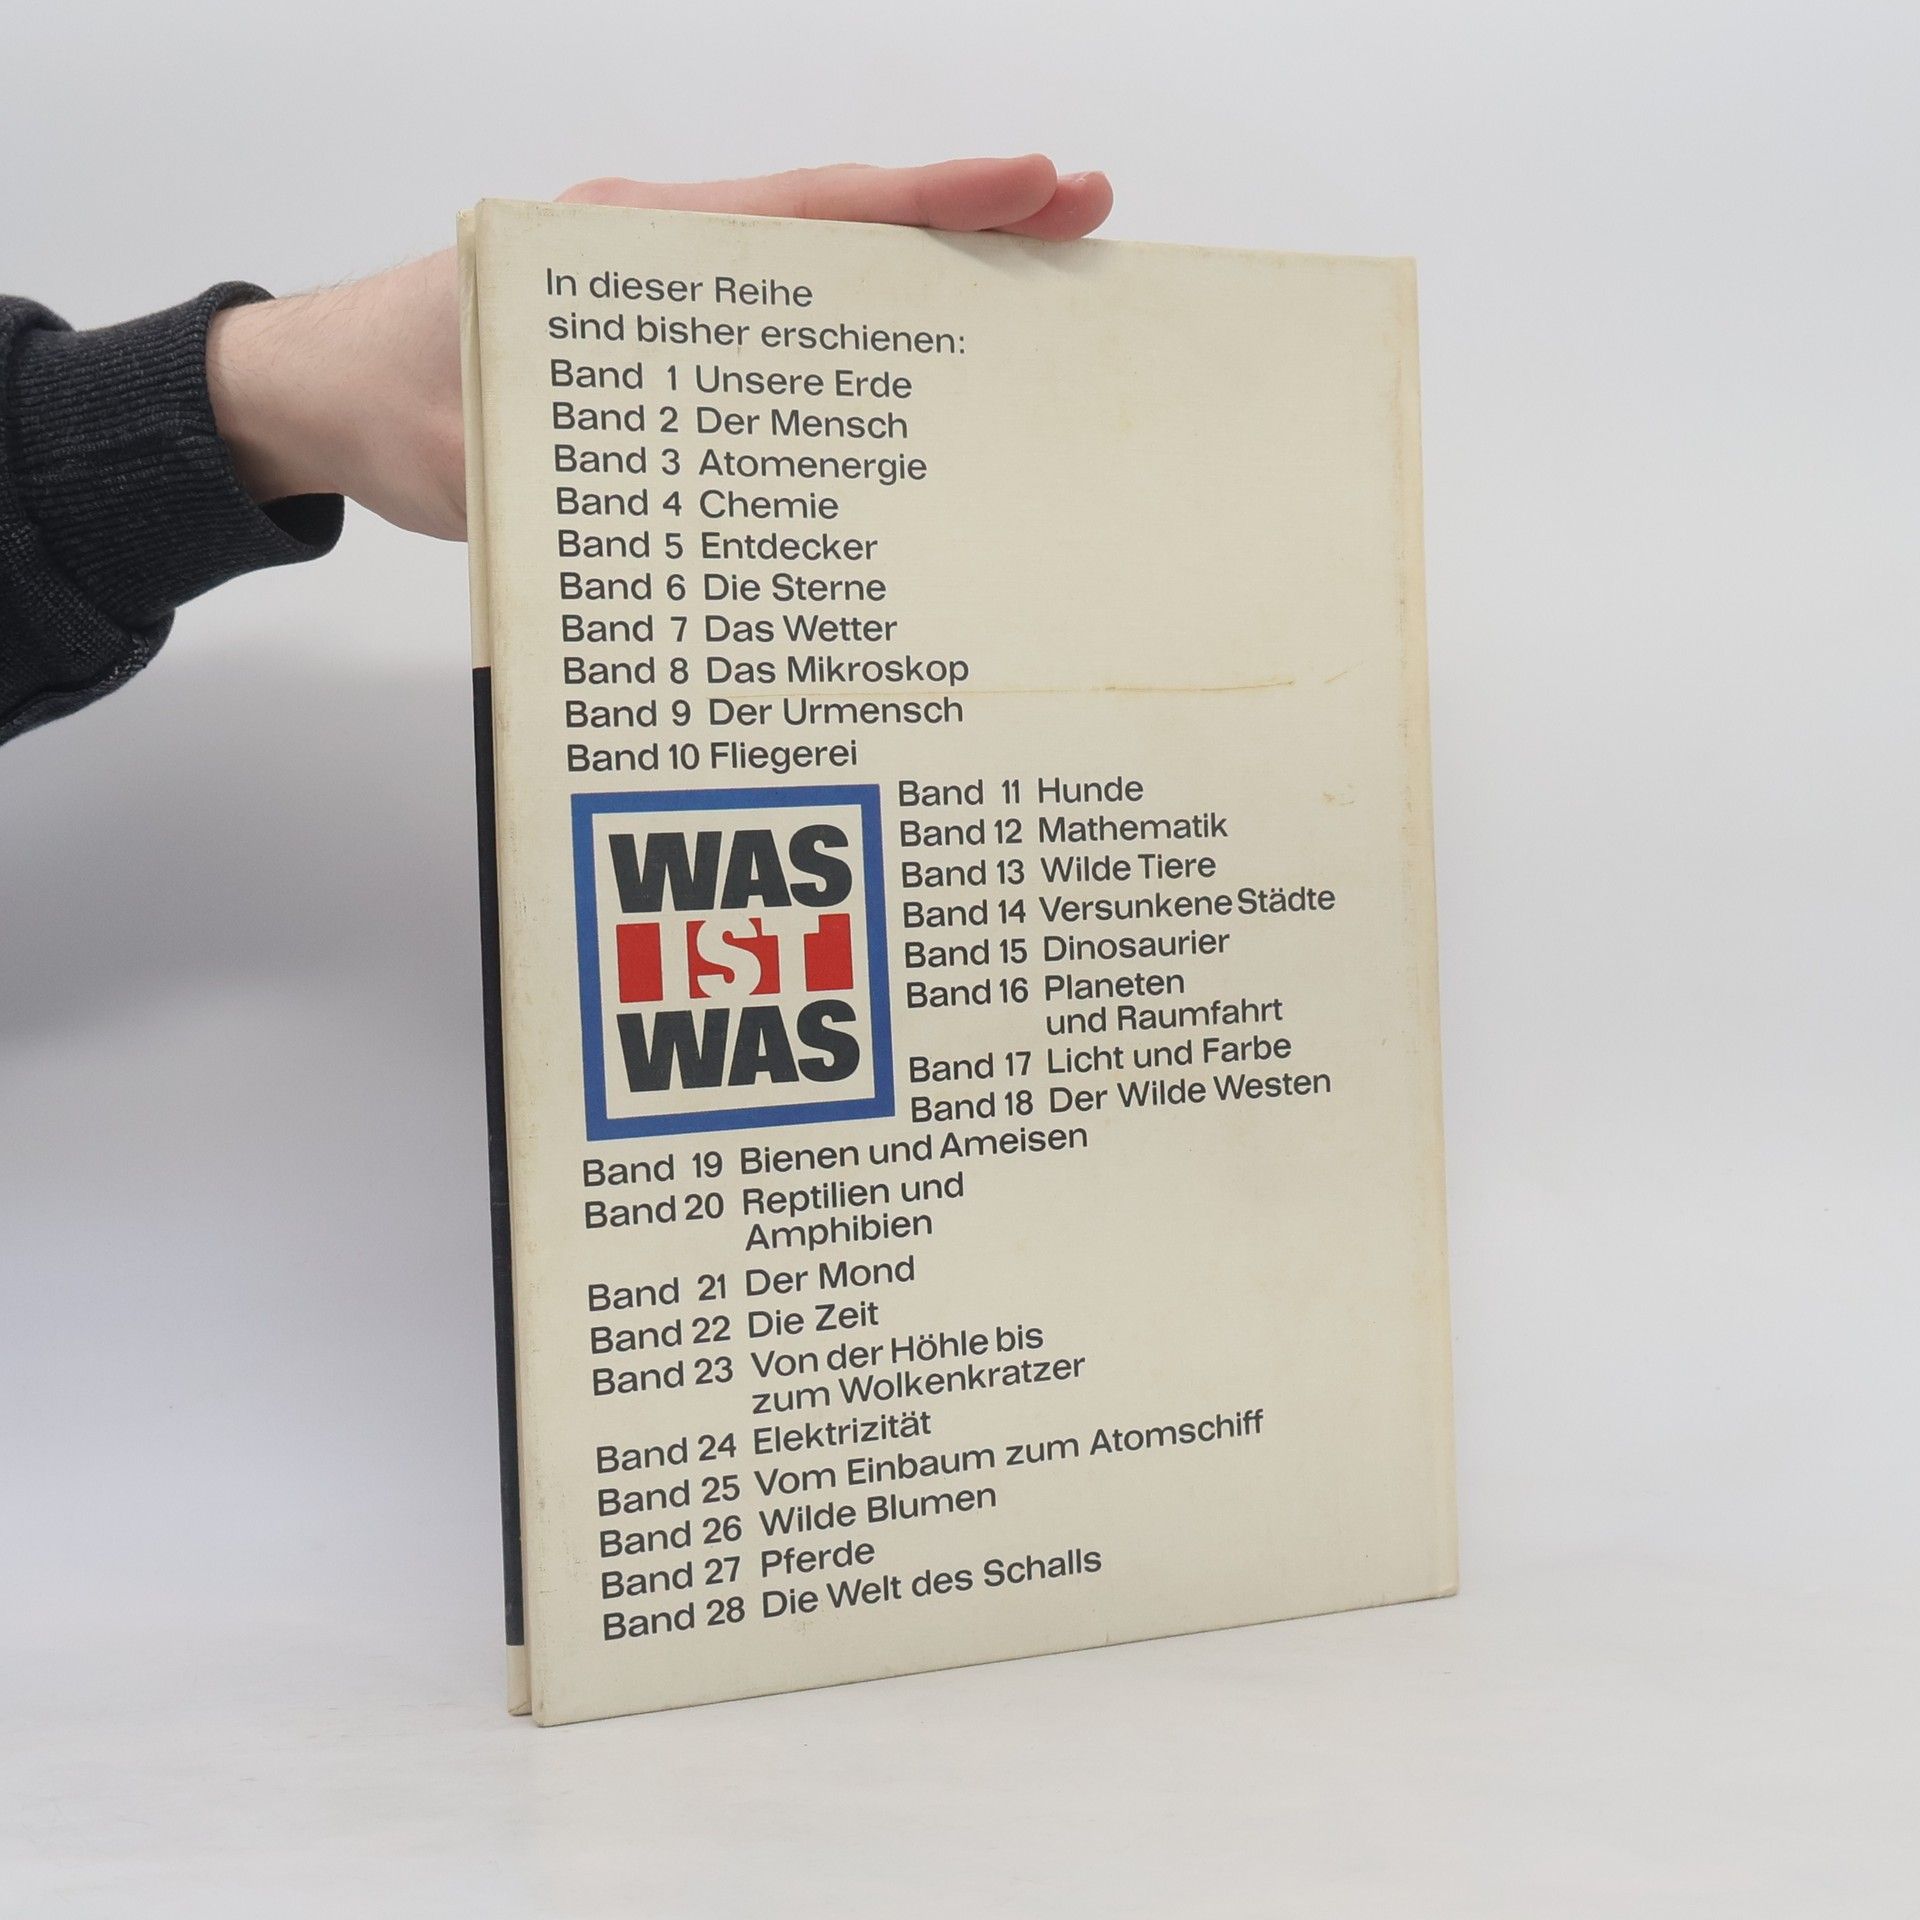 In dieser Reihe
sind bisher erschienen:
Band 1 Unsere Erde
Band 2 Der Mensch
Band 3 Atomenergie
Band 4 Chemie
Band 5 Entdecker
Band 6 Die Sterne
Band 7 Das Wetter
Band 8 Das Mikroskop
Band 9 Der Urmensch
Band 10 Fliegerei
WAS
IST
WAS
Band 11 Hunde
Band 12 Mathematik
Band 13 Wilde Tiere
Band 14 Versunkene Städte
Band 15 Dinosaurier
Band 16 Planeten
und Raumfahrt
Band 17 Licht und Farbe
Band 18 Der Wilde Westen
Band 19 Bienen und Ameisen
Band 20 Reptilien und
Amphibien
Band 21 Der Mond
Band 22 Die Zeit
Band 23 Von der Höhle bis
zum Wolkenkratzer
Band 24 Elektrizität
Band 25 Vom Einbaum zum Atomschiff
Band 26 Wilde Blumen
Band 27 Pferde
Band 28 Die Welt des Schalls